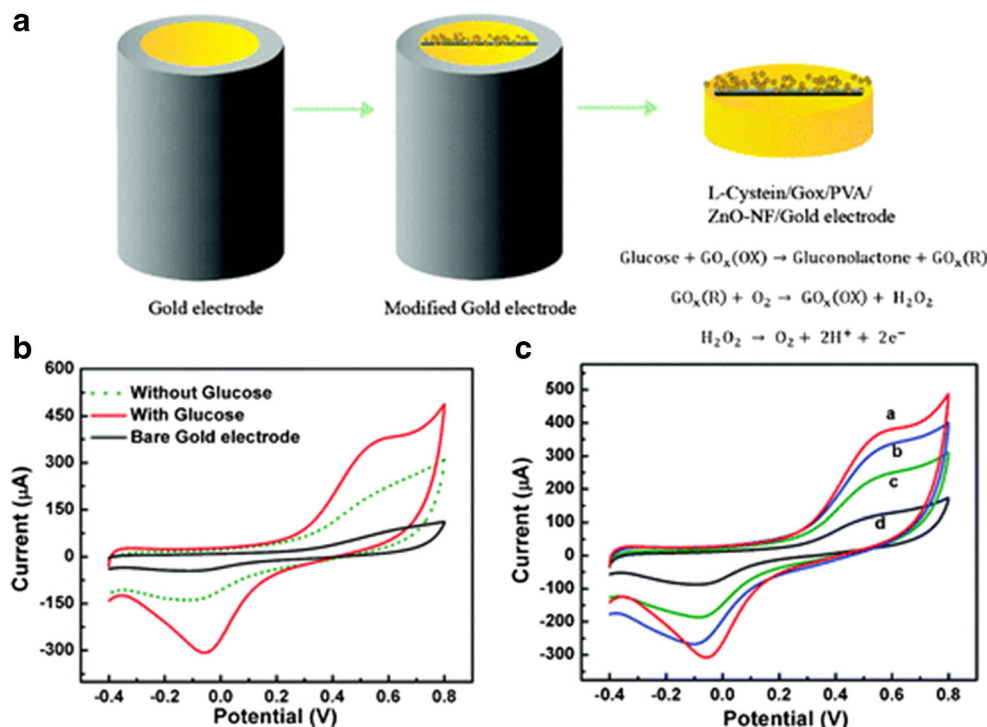 a
Gold electrode
Modified Gold electrode
L-Cystein/Gox/PVA/
ZnO-NF/Gold electrode
Glucose + GOₓ(OX) → Gluconolactone + GOₓ(R)
GOₓ(R) + O₂ → GOₓ(OX) + H₂O₂
H₂O₂ → O₂ + 2H⁺ + 2e⁻
b
600
450
300
150
0
-150
-300
Current (μA)
Without Glucose
With Glucose
Bare Gold electrode
-0.4
-0.2
0.0
0.2
0.4
0.6
0.8
Potential (V)
c
500
400
300
200
100
0
-100
-200
-300
Current (μA)
a
b
c
d
-0.4
-0.2
0.0
0.2
0.4
0.6
0.8
Potential (V)